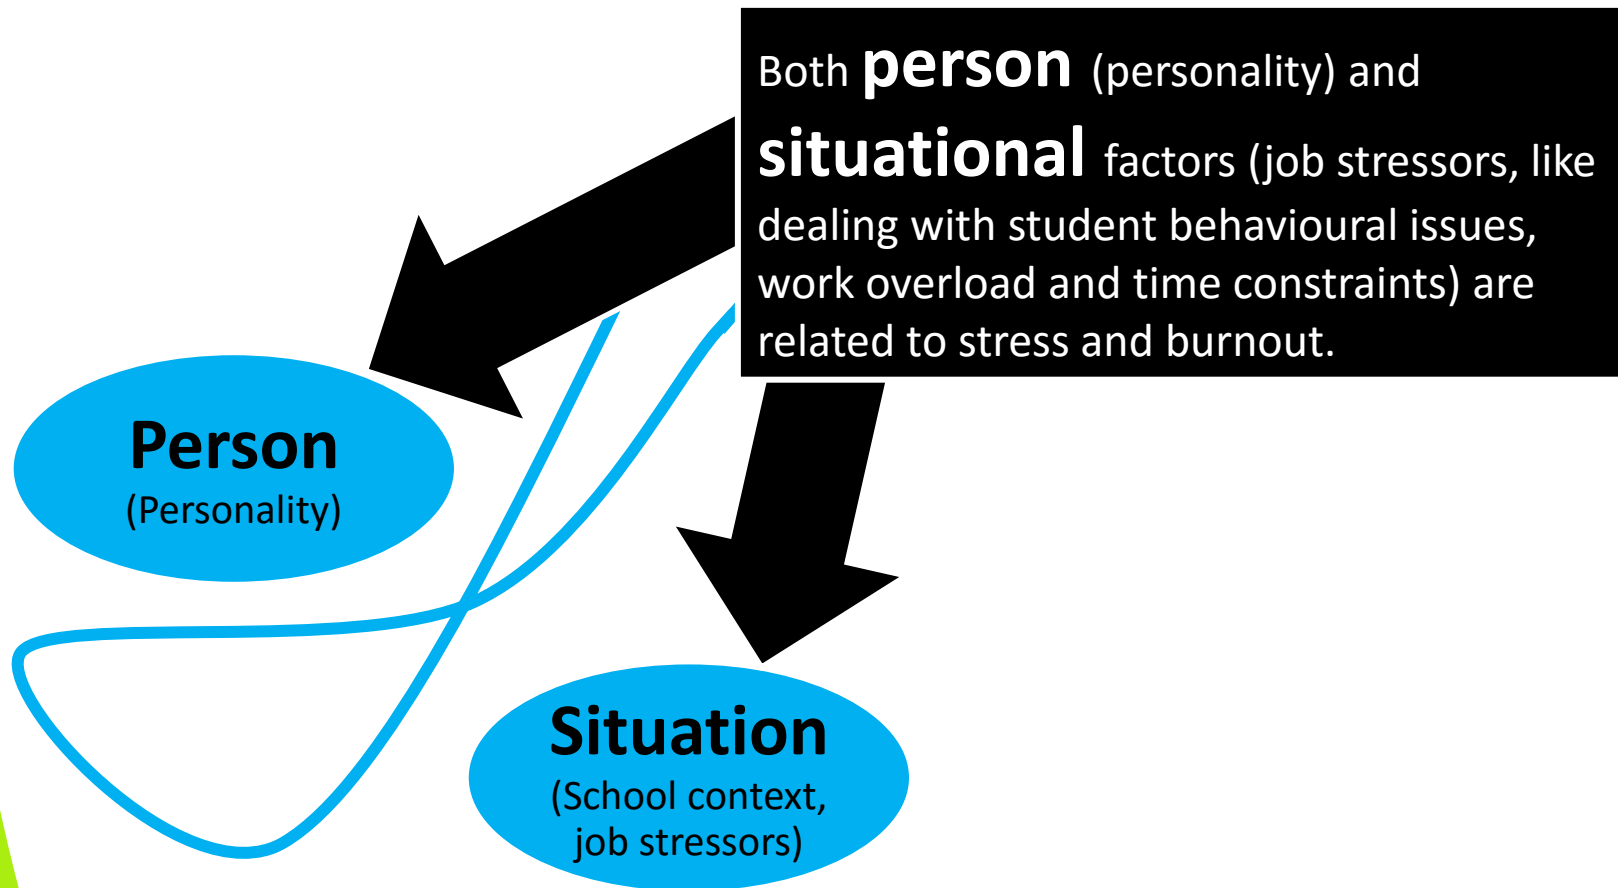 Both person (personality) and
situational factors (job stressors, like
dealing with student behavioural issues,
work overload and time constraints) are
related to stress and burnout.
Person
(Personality)
Situation
(School context,
job stressors)